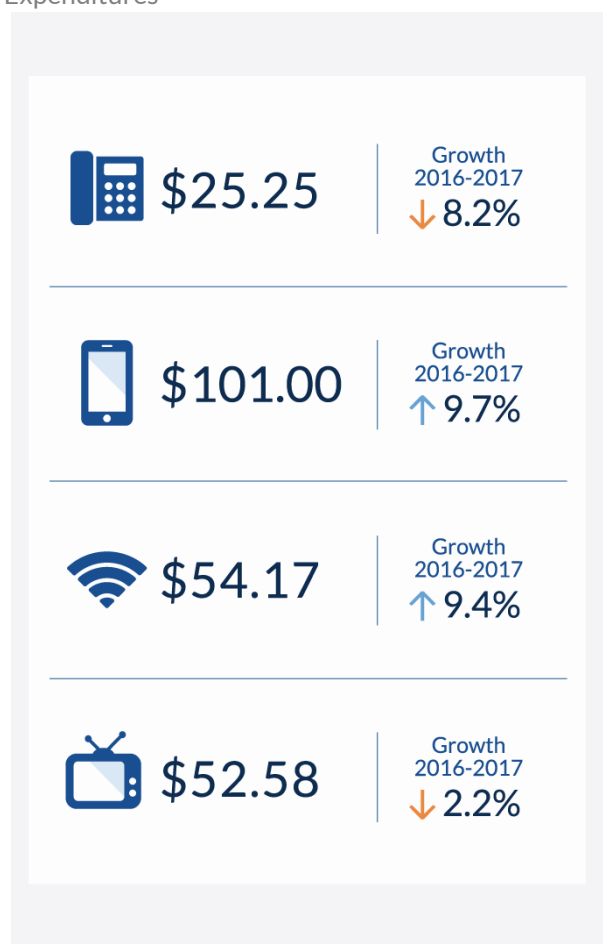 Expenditures
$25.25
Growth
2016-2017
↓ 8.2%
$101.00
Growth
2016-2017
↑ 9.7%
$54.17
Growth
2016-2017
↑ 9.4%
$52.58
Growth
2016-2017
↓ 2.2%